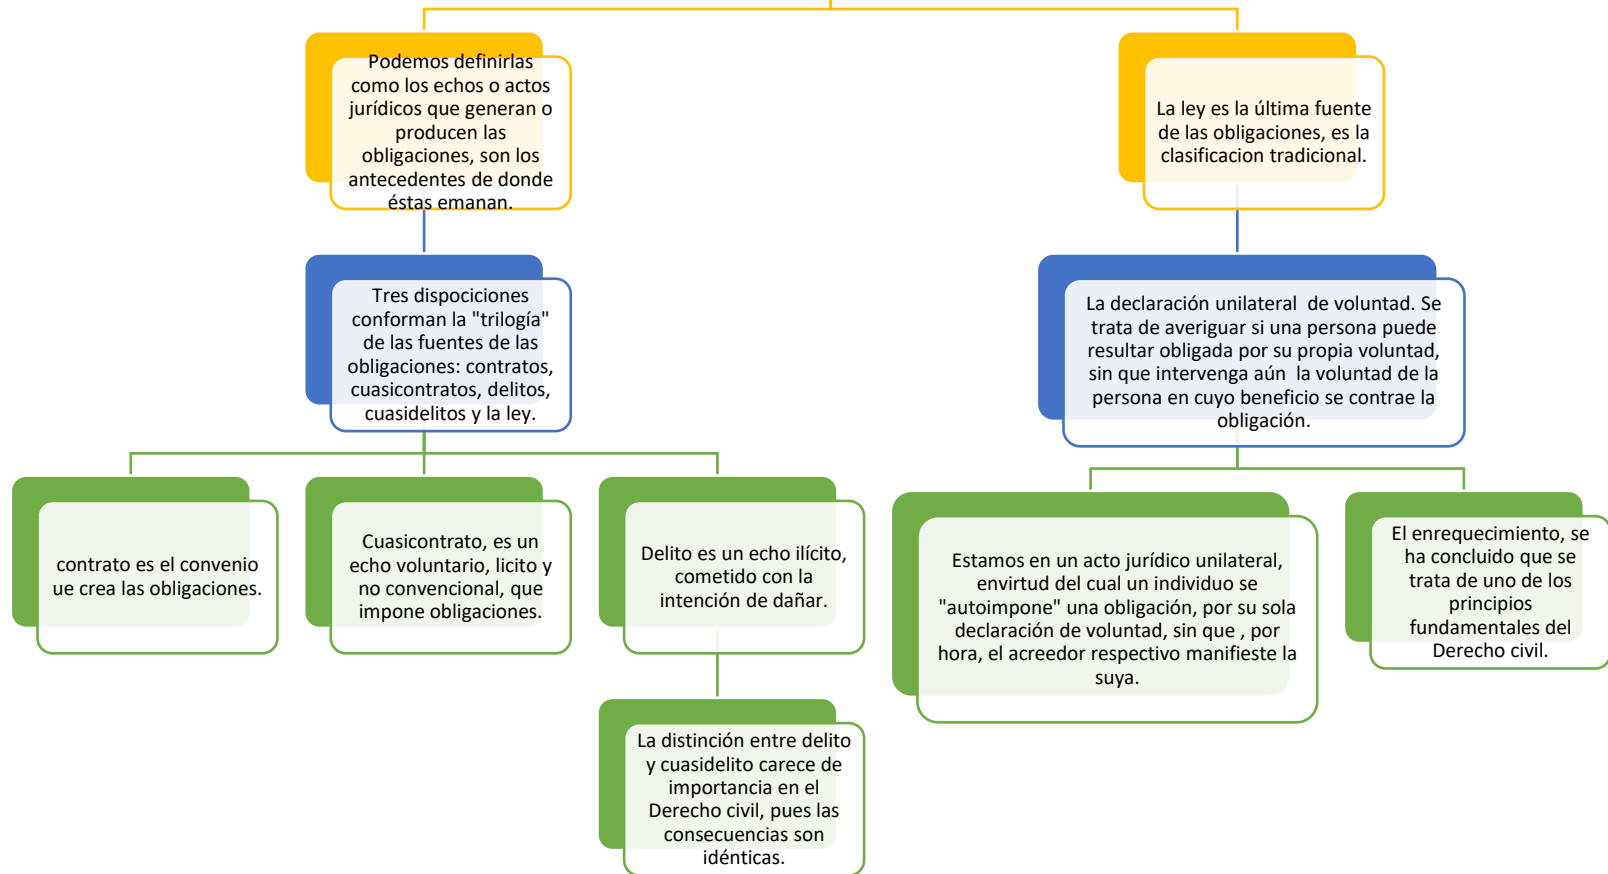 Podemos definirlas
como los echos o actos
jurídicos que generan o
producen las
obligaciones, son los
antecedentes de donde
éstas emanan.
La ley es la última fuente
de las obligaciones, es la
clasificacion tradicional.
Tres dispociciones
conforman la "trilogía"
de las fuentes de las
obligaciones: contratos,
cuasicontratos, delitos,
cuasidelitos y la ley.
La declaración unilateral  de voluntad. Se
trata de averiguar si una persona puede
resultar obligada por su propia voluntad,
sin que intervenga aún  la voluntad de la
persona en cuyo beneficio se contrae la
obligación.
contrato es el convenio
ue crea las obligaciones.
Cuasicontrato, es un
echo voluntario, licito y
no convencional, que
impone obligaciones.
Delito es un echo ilícito,
cometido con la
intención de dañar.
Estamos en un acto jurídico unilateral,
envirtud del cual un individuo se
"autoimpone" una obligación, por su sola
declaración de voluntad, sin que , por
hora, el acreedor respectivo manifieste la
suya.
El enrequecimiento, se
ha concluido que se
trata de uno de los
principios
fundamentales del
Derecho civil.
La distinción entre delito
y cuasidelito carece de
importancia en el
Derecho civil, pues las
consecuencias son
idénticas.